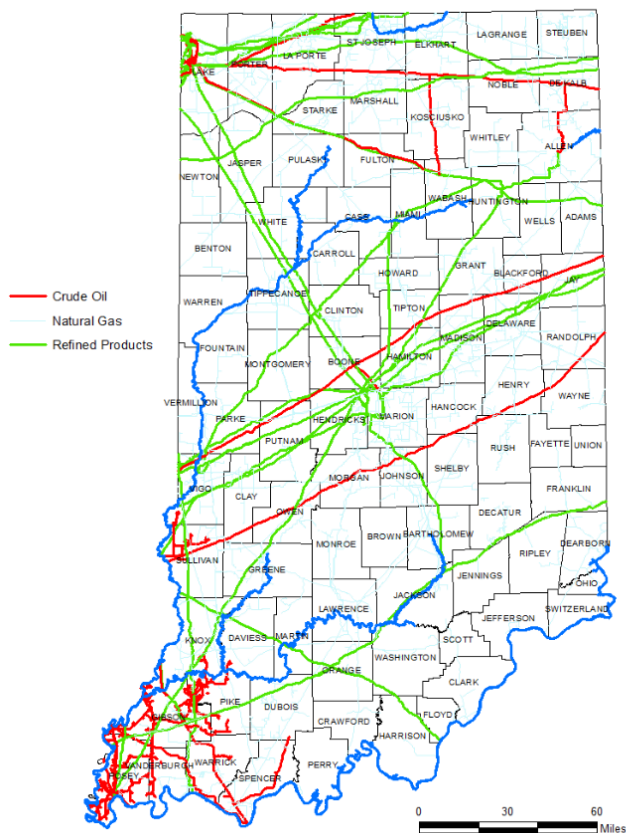 LAGRANGE
STEUBEN
ST JOSEPH
ELKHART
LA PORTE
PORTER
LAKE
NOBLE
DE KALB
MARSHALL
STARKE
KOSCIUSKO
WHITLEY
ALLEN
JASPER
PULASKI
FULTON
NEWTON
WABASH
HUNTINGTON
MIAMI
CASS
WHITE
WELLS
ADAMS
BENTON
CARROLL
GRANT
HOWARD
BLACKFORD
JAY
WARREN
TIPPECANOE
CLINTON
TIPTON
Crude Oil
Natural Gas
Refined Products
DELAWARE
RANDOLPH
MADISON
FOUNTAIN
MONTGOMERY
BOONE
HAMILTON
HENRY
WAYNE
VERMILLION
PARKE
HENDRICKS
MARION
HANCOCK
PUTNAM
RUSH
FAYETTE
UNION
SHELBY
VIGO
CLAY
MORGAN
JOHNSON
FRANKLIN
OWEN
DECATUR
BROWN
BARTHOLOMEW
MONROE
DEARBORN
RIPLEY
SULLIVAN
GREENE
JENNINGS
OHIO
JACKSON
LAWRENCE
SWITZERLAND
JEFFERSON
KNOX
DAVIESS
MARTIN
SCOTT
WASHINGTON
ORANGE
CLARK
PIKE
DUBOIS
GIBSON
FLOYD
CRAWFORD
HARRISON
WARRICK
VANDERBURGH
PERRY
SPENCER
POSEY
0 30 60
Miles